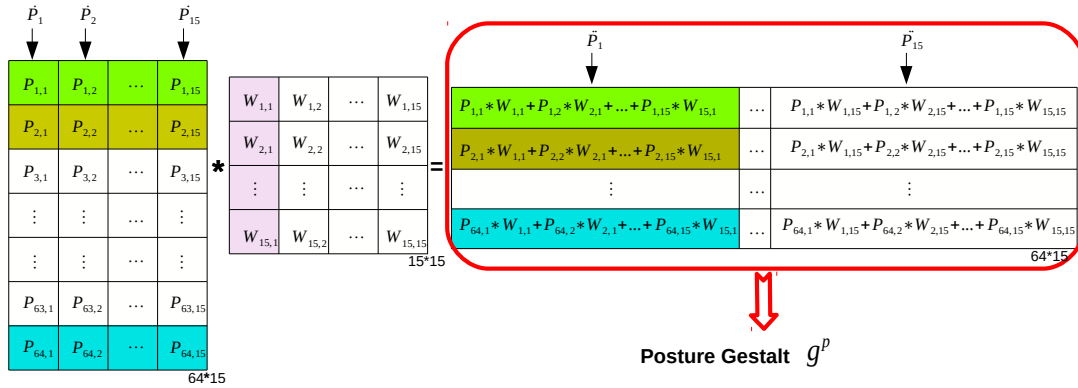 Ṗ₁ Ṗ₂ Ṗ₁₅
P₁,₁ P₁,₂ … P₁,₁₅
P₂,₁ P₂,₂ … P₂,₁₅
P₃,₁ P₃,₂ … P₃,₁₅
⋮ ⋮ … ⋮
⋮ ⋮ … ⋮
P₆₃,₁ P₆₃,₂ … P₆₃,₁₅
P₆₄,₁ P₆₄,₂ … P₆₄,₁₅
64*15
*
W₁,₁ W₁,₂ … W₁,₁₅
W₂,₁ W₂,₂ … W₂,₁₅
⋮ ⋮ … ⋮
W₁₅,₁ W₁₅,₂ … W₁₅,₁₅
15*15
=
P̈₁ P̈₁₅
P₁,₁*W₁,₁+P₁,₂*W₂,₁+...+P₁,₁₅*W₁₅,₁ … P₁,₁*W₁,₁₅+P₁,₂*W₂,₁₅+...+P₁,₁₅*W₁₅,₁₅
P₂,₁*W₁,₁+P₂,₂*W₂,₁+...+P₂,₁₅*W₁₅,₁ … P₂,₁*W₁,₁₅+P₂,₂*W₂,₁₅+...+P₂,₁₅*W₁₅,₁₅
⋮ … ⋮
P₆₄,₁*W₁,₁+P₆₄,₂*W₂,₁+...+P₆₄,₁₅*W₁₅,₁ … P₆₄,₁*W₁,₁₅+P₆₄,₂*W₂,₁₅+...+P₆₄,₁₅*W₁₅,₁₅
64*15
Posture Gestalt gᵖ